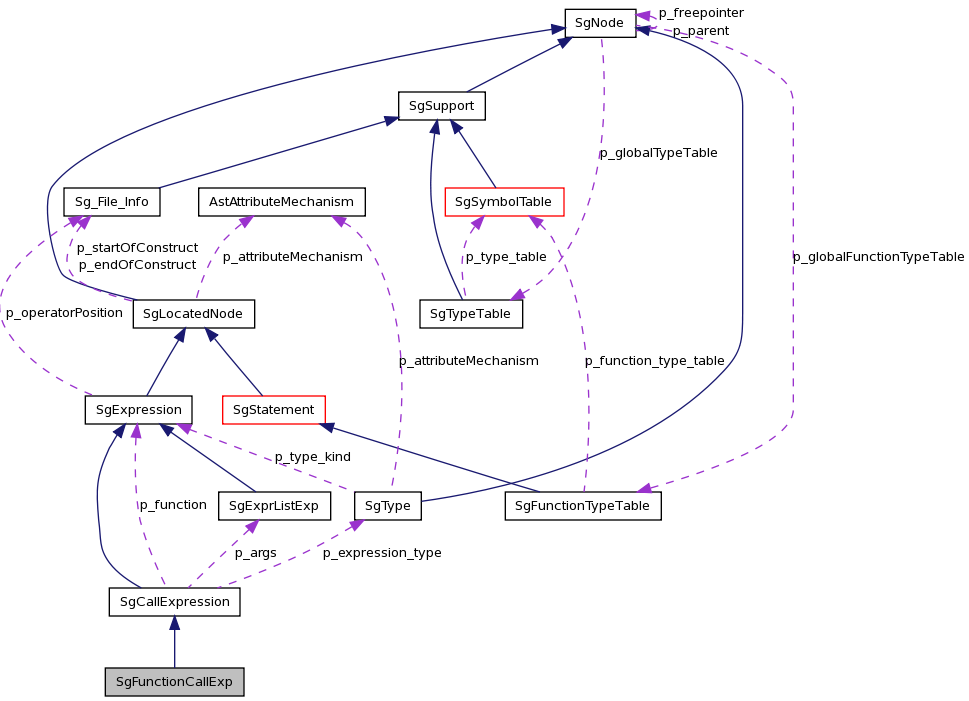 p_freepointer
SgNode
p_parent
SgSupport
p_globalTypeTable
Sg_File_Info
AstAttributeMechanism
SgSymbolTable
p_startOfConstruct
p_endOfConstruct
p_attributeMechanism
p_type_table
p_globalFunctionTypeTable
p_operatorPosition
SgLocatedNode
SgTypeTable
p_attributeMechanism
p_function_type_table
SgExpression
SgStatement
p_type_kind
p_function
SgExprListExp
SgType
SgFunctionTypeTable
p_args
p_expression_type
SgCallExpression
SgFunctionCallExp